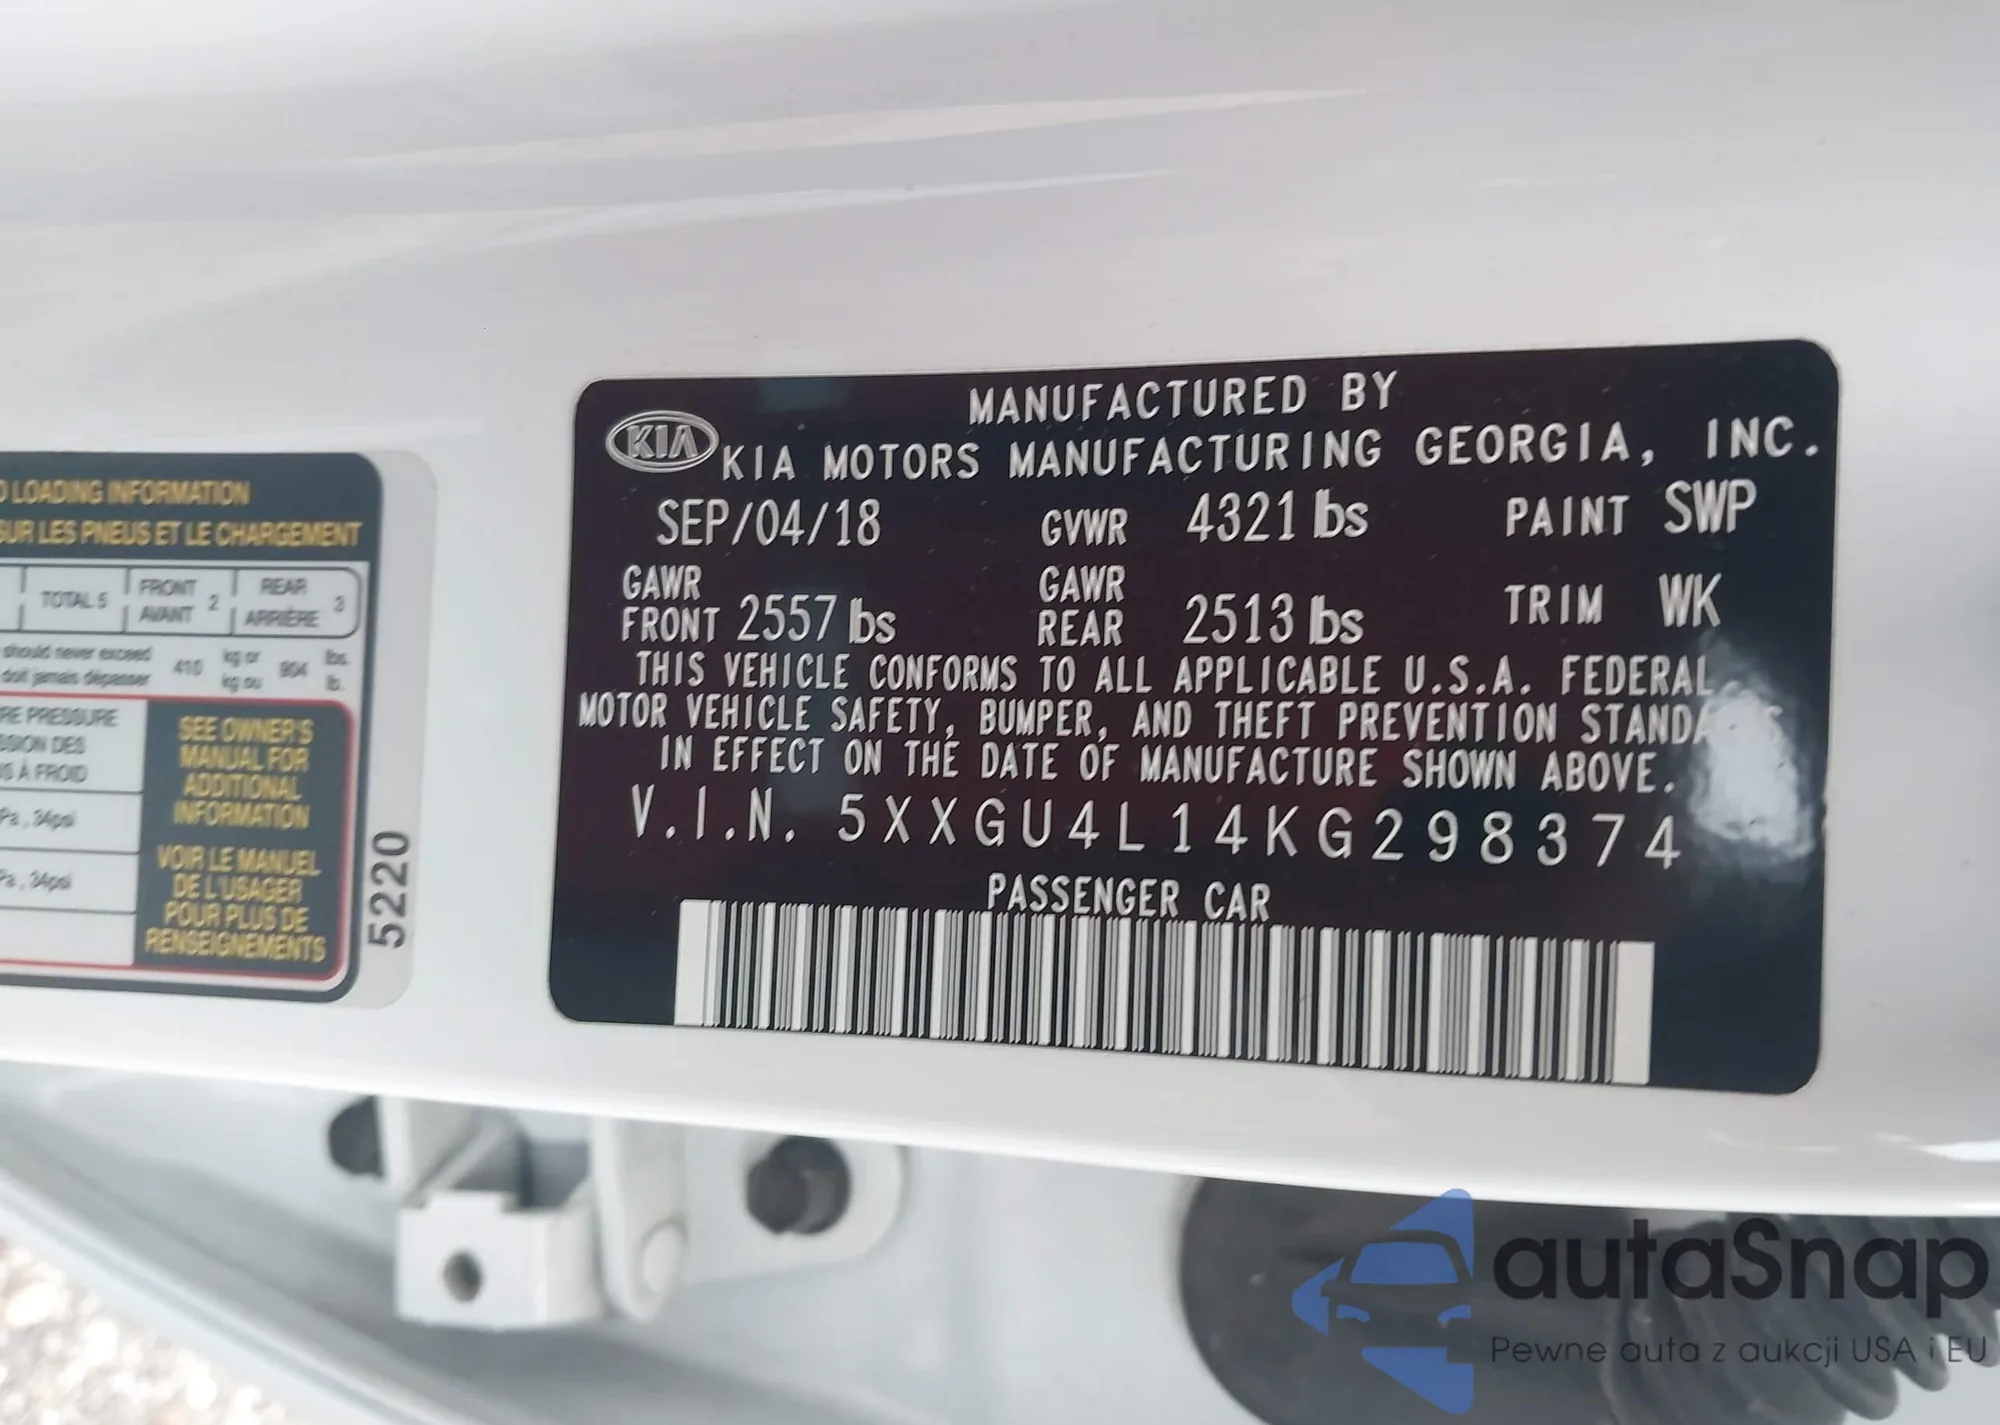 MANUFACTURED BY
KIA KIA MOTORS MANUFACTURING GEORGIA, INC.
SEP/04/18 GVWR 4321 lbs PAINT SWP
GAWR FRONT 2557 lbs GAWR REAR 2513 lbs TRIM WK
THIS VEHICLE CONFORMS TO ALL APPLICABLE U.S.A. FEDERAL
MOTOR VEHICLE SAFETY, BUMPER, AND THEFT PREVENTION
IN EFFECT ON THE DATE OF MANUFACTURE SHOWN ABOVE.
V.I.N. 5XXGU4L14KG298374
PASSENGER CAR
LOADING INFORMATION
SUR LES PNEUS ET LE CHARGEMENT
TOTAL 5 FRONT AVANT 2 REAR ARRIÈRE 3
should never exceed 410 kg or 904 lbs.
doit jamais dépasser kg ou lb.
PRESSURE
DES
À FROID
, 34psi
, 34psi
SEE OWNER'S
MANUAL FOR
ADDITIONAL
INFORMATION
VOIR LE MANUEL
DE L'USAGER
POUR PLUS DE
RENSEIGNEMENTS
5220
autaSnap
Pewne auta z aukcji USA i EU